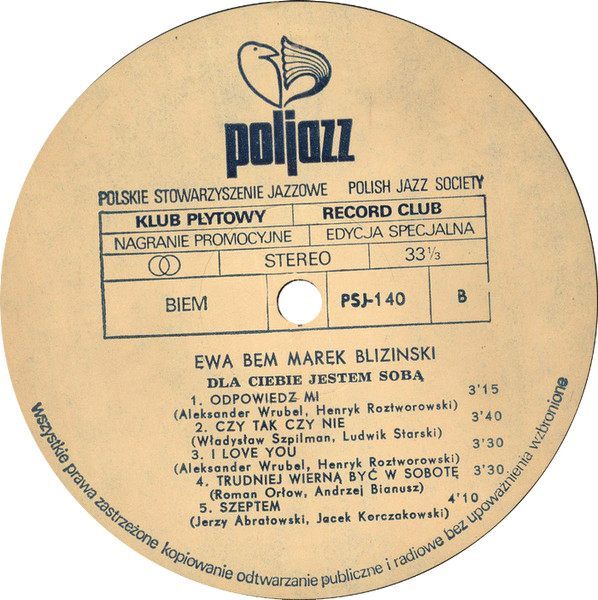 poljazz
POLSKIE STOWARZYSZENIE JAZZOWE POLISH JAZZ SOCIETY
KLUB PŁYTOWY RECORD CLUB
NAGRANIE PROMOCYJNE EDYCJA SPECJALNA
STEREO 33 1/3
BIEM PSJ-140 B
EWA BEM MAREK BLIZINSKI
DLA CIEBIE JESTEM SOBĄ
1. ODPOWIEDZ MI 3'15
(Aleksander Wrubel, Henryk Roztworowski)
2. CZY TAK CZY NIE 3'40
(Władysław Szpilman, Ludwik Starski)
3. I LOVE YOU 3'30
(Aleksander Wrubel, Henryk Roztworowski)
4. TRUDNIEJ WIERNĄ BYĆ W SOBOTĘ 3'30
(Roman Orłow, Andrzej Bianusz)
5. SZEPTEM 4'10
(Jerzy Abratowski, Jacek Korczakowski)
Wszystkie prawa zastrzeżone kopiowanie odtwarzanie publiczne i radiowe bez upoważnienia wzbronione